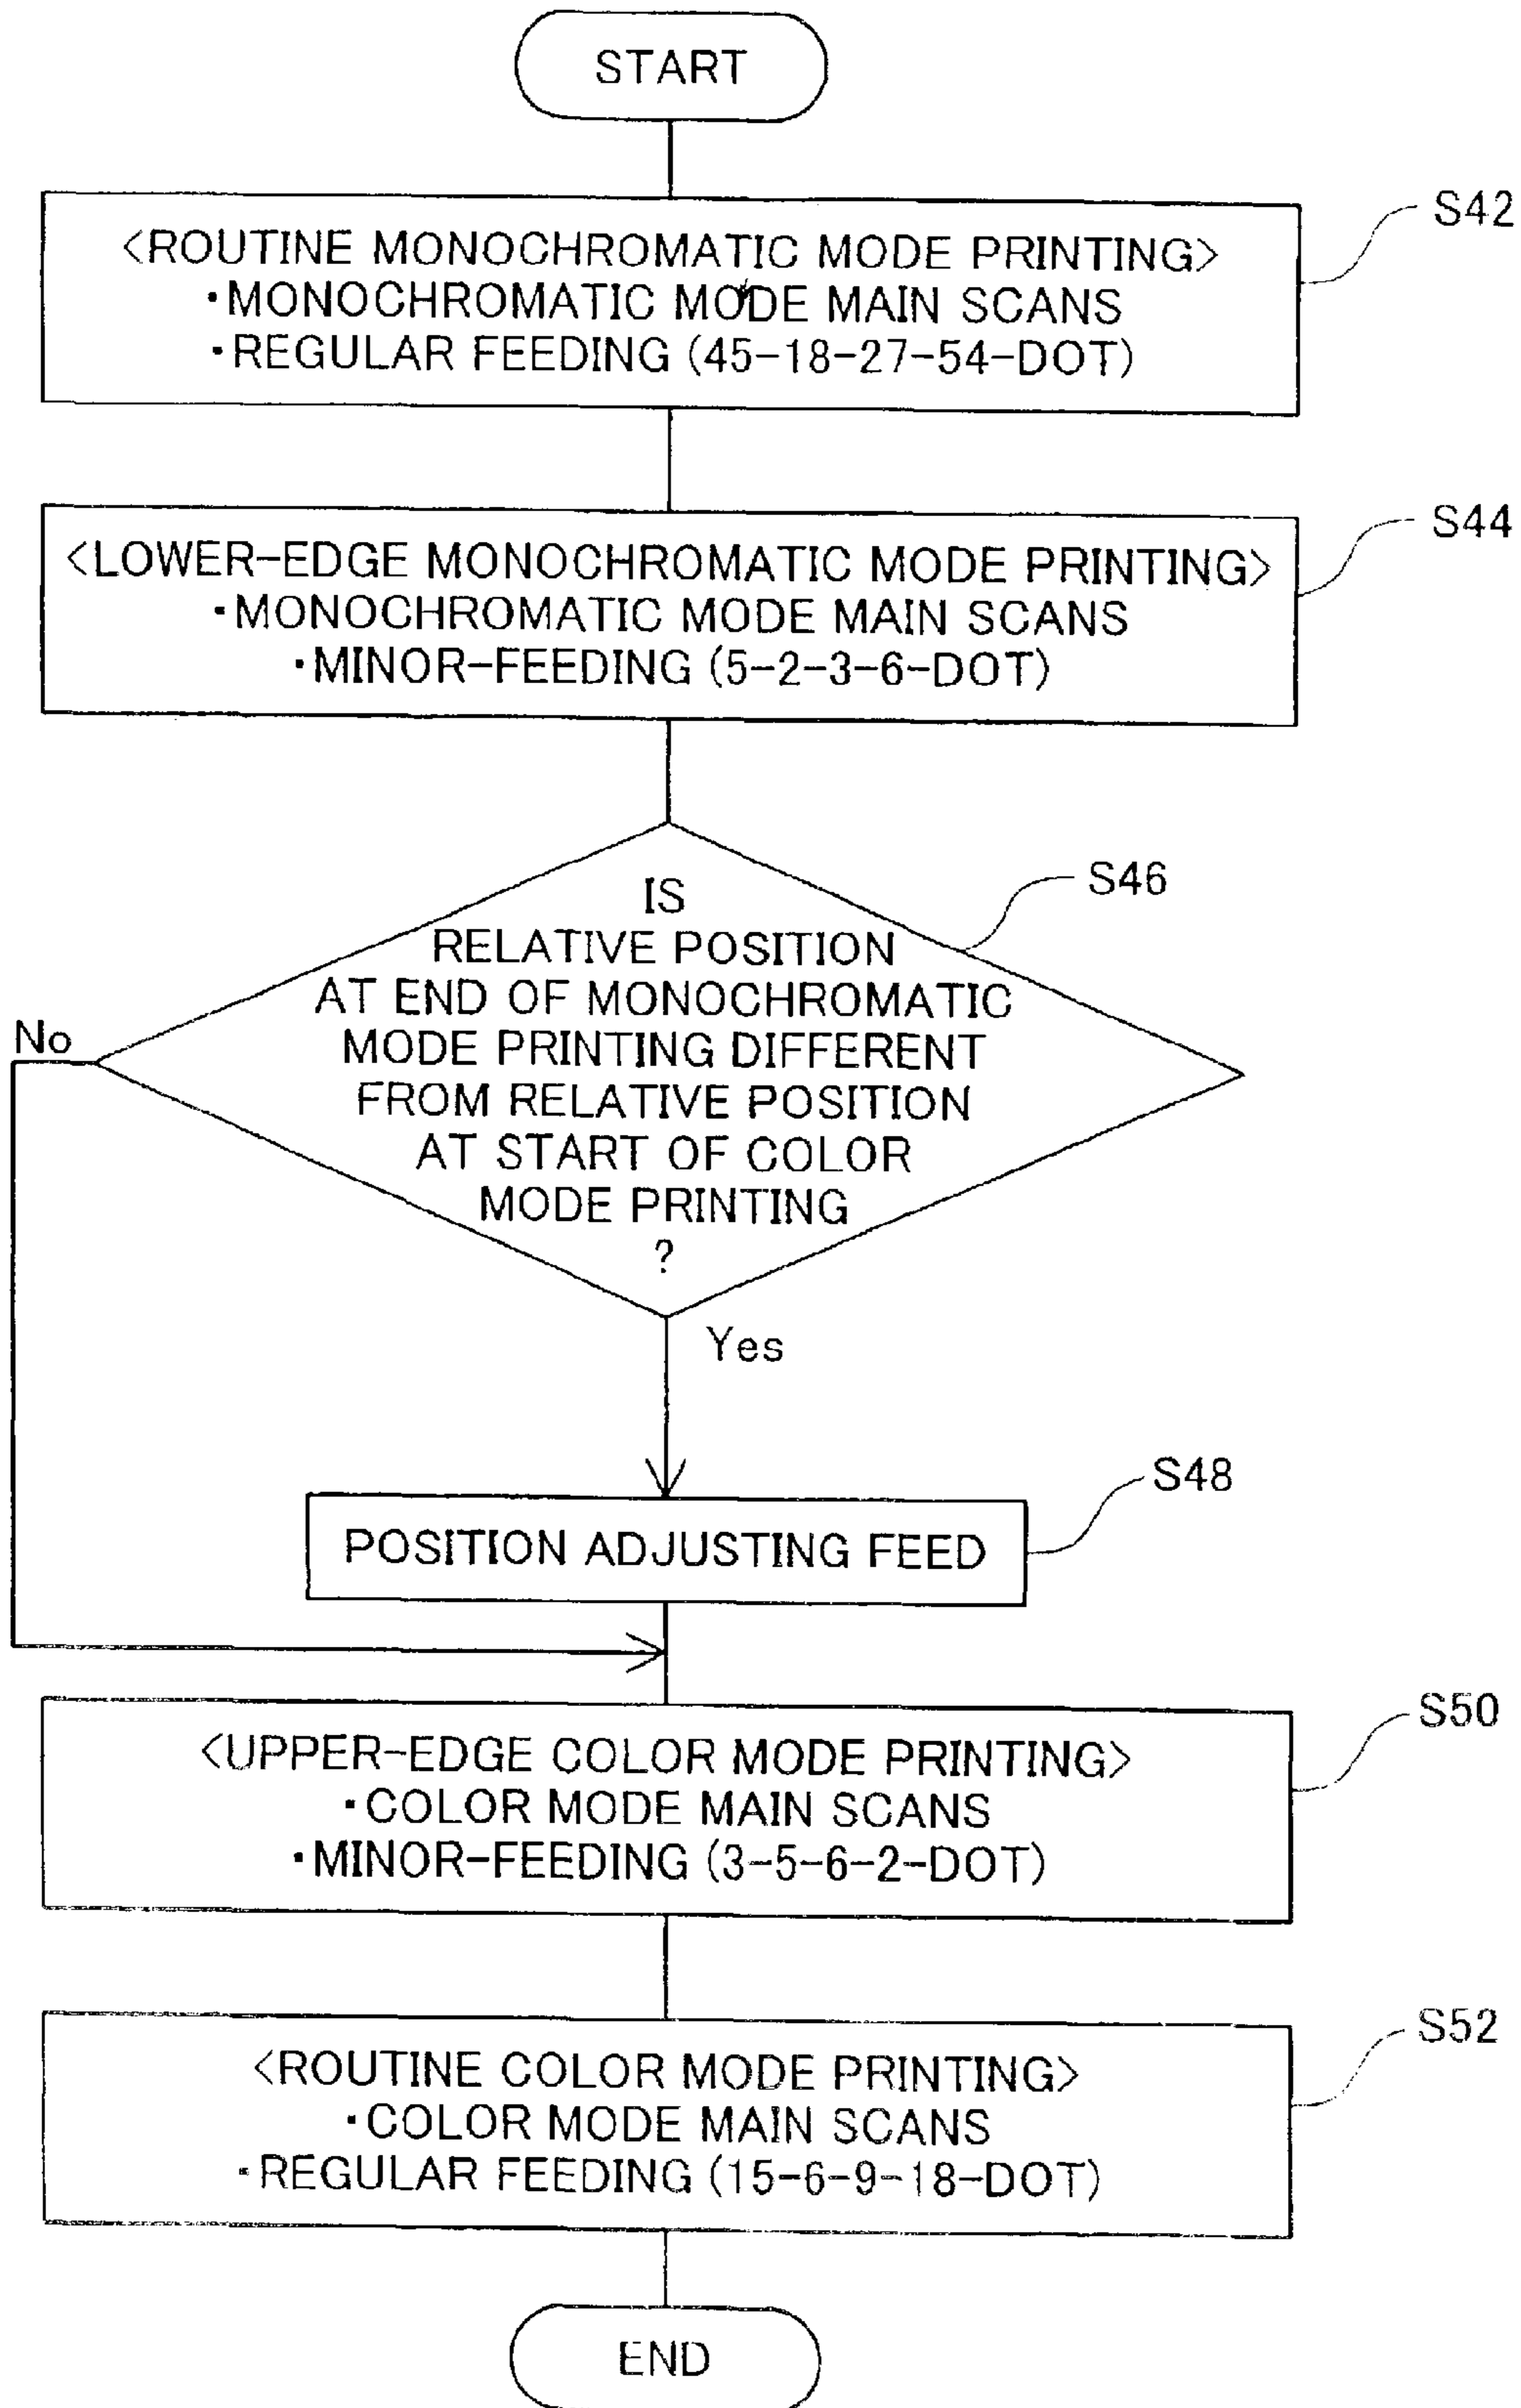 START
S42
<ROUTINE MONOCHROMATIC MODE PRINTING>
・MONOCHROMATIC MODE MAIN SCANS
・REGULAR FEEDING (45-18-27-54-DOT)
S44
<LOWER-EDGE MONOCHROMATIC MODE PRINTING>
・MONOCHROMATIC MODE MAIN SCANS
・MINOR-FEEDING (5-2-3-6-DOT)
S46
IS
RELATIVE POSITION
AT END OF MONOCHROMATIC
MODE PRINTING DIFFERENT
FROM RELATIVE POSITION
AT START OF COLOR
MODE PRINTING
?
No
Yes
S48
POSITION ADJUSTING FEED
S50
<UPPER-EDGE COLOR MODE PRINTING>
・COLOR MODE MAIN SCANS
・MINOR-FEEDING (3-5-6-2-DOT)
S52
<ROUTINE COLOR MODE PRINTING>
・COLOR MODE MAIN SCANS
・REGULAR FEEDING (15-6-9-18-DOT)
END